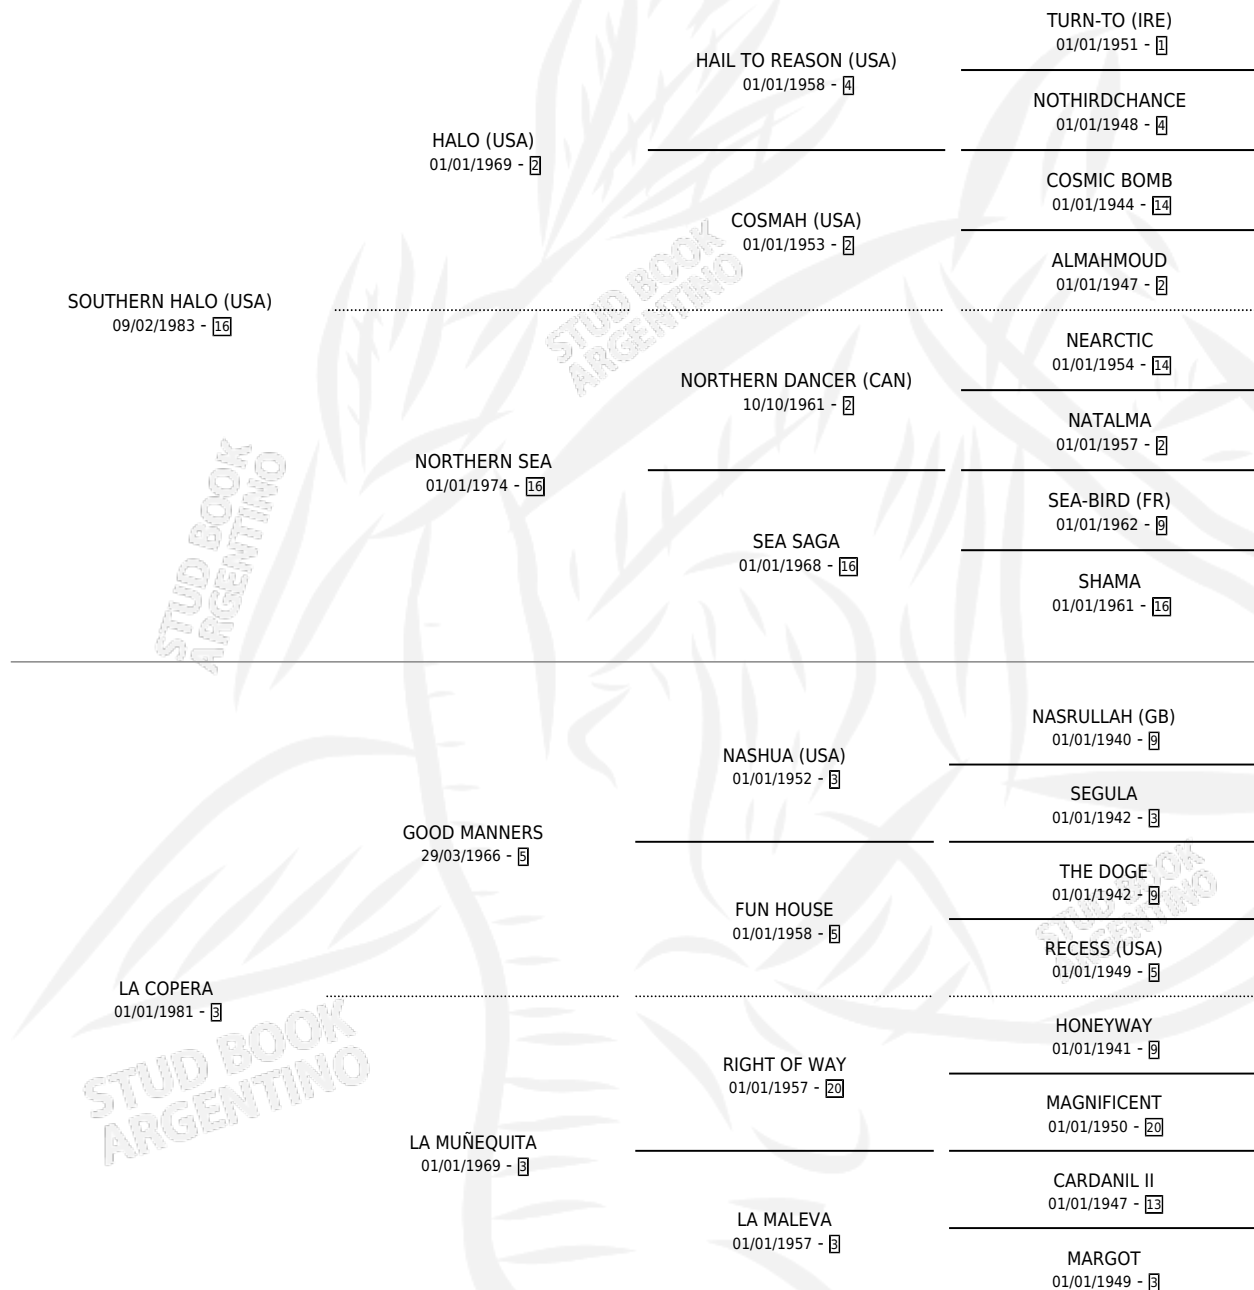 TURN-TO (IRE)
01/01/1951 - 1
HAIL TO REASON (USA)
01/01/1958 - 4
NOTHIRDCHANCE
01/01/1948 - 4
HALO (USA)
01/01/1969 - 2
COSMIC BOMB
01/01/1944 - 14
COSMAH (USA)
01/01/1953 - 2
ALMAHMOUD
01/01/1947 - 2
SOUTHERN HALO (USA)
09/02/1983 - 16
NEARCTIC
01/01/1954 - 14
NORTHERN DANCER (CAN)
10/10/1961 - 2
NATALMA
01/01/1957 - 2
NORTHERN SEA
01/01/1974 - 16
SEA-BIRD (FR)
01/01/1962 - 9
SEA SAGA
01/01/1968 - 16
SHAMA
01/01/1961 - 16
NASRULLAH (GB)
01/01/1940 - 9
NASHUA (USA)
01/01/1952 - 3
SEGULA
01/01/1942 - 3
GOOD MANNERS
29/03/1966 - 5
THE DOGE
01/01/1942 - 9
FUN HOUSE
01/01/1958 - 5
RECESS (USA)
01/01/1949 - 5
LA COPERA
01/01/1981 - 3
HONEYWAY
01/01/1941 - 9
RIGHT OF WAY
01/01/1957 - 20
MAGNIFICENT
01/01/1950 - 20
LA MUÑEQUITA
01/01/1969 - 3
CARDANIL II
01/01/1947 - 13
LA MALEVA
01/01/1957 - 3
MARGOT
01/01/1949 - 3
STUD BOOK
ARGENTINO
STUD BOOK
ARGENTINO
STUD BOOK
ARGENTINO
STUD BOOK
ARGENTINO